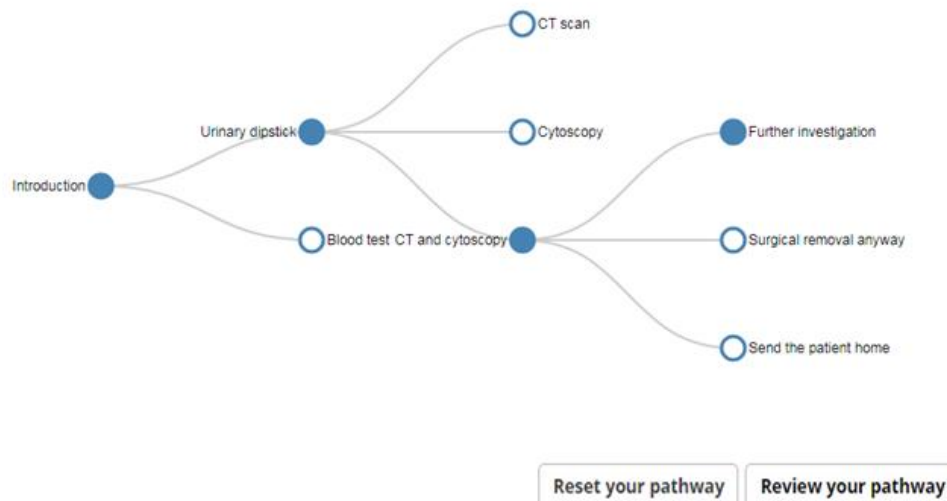 CT scan
Urinary dipstick
Cytoscopy
Further investigation
Introduction
Blood test
CT and cytoscopy
Surgical removal anyway
Send the patient home
Reset your pathway
Review your pathway